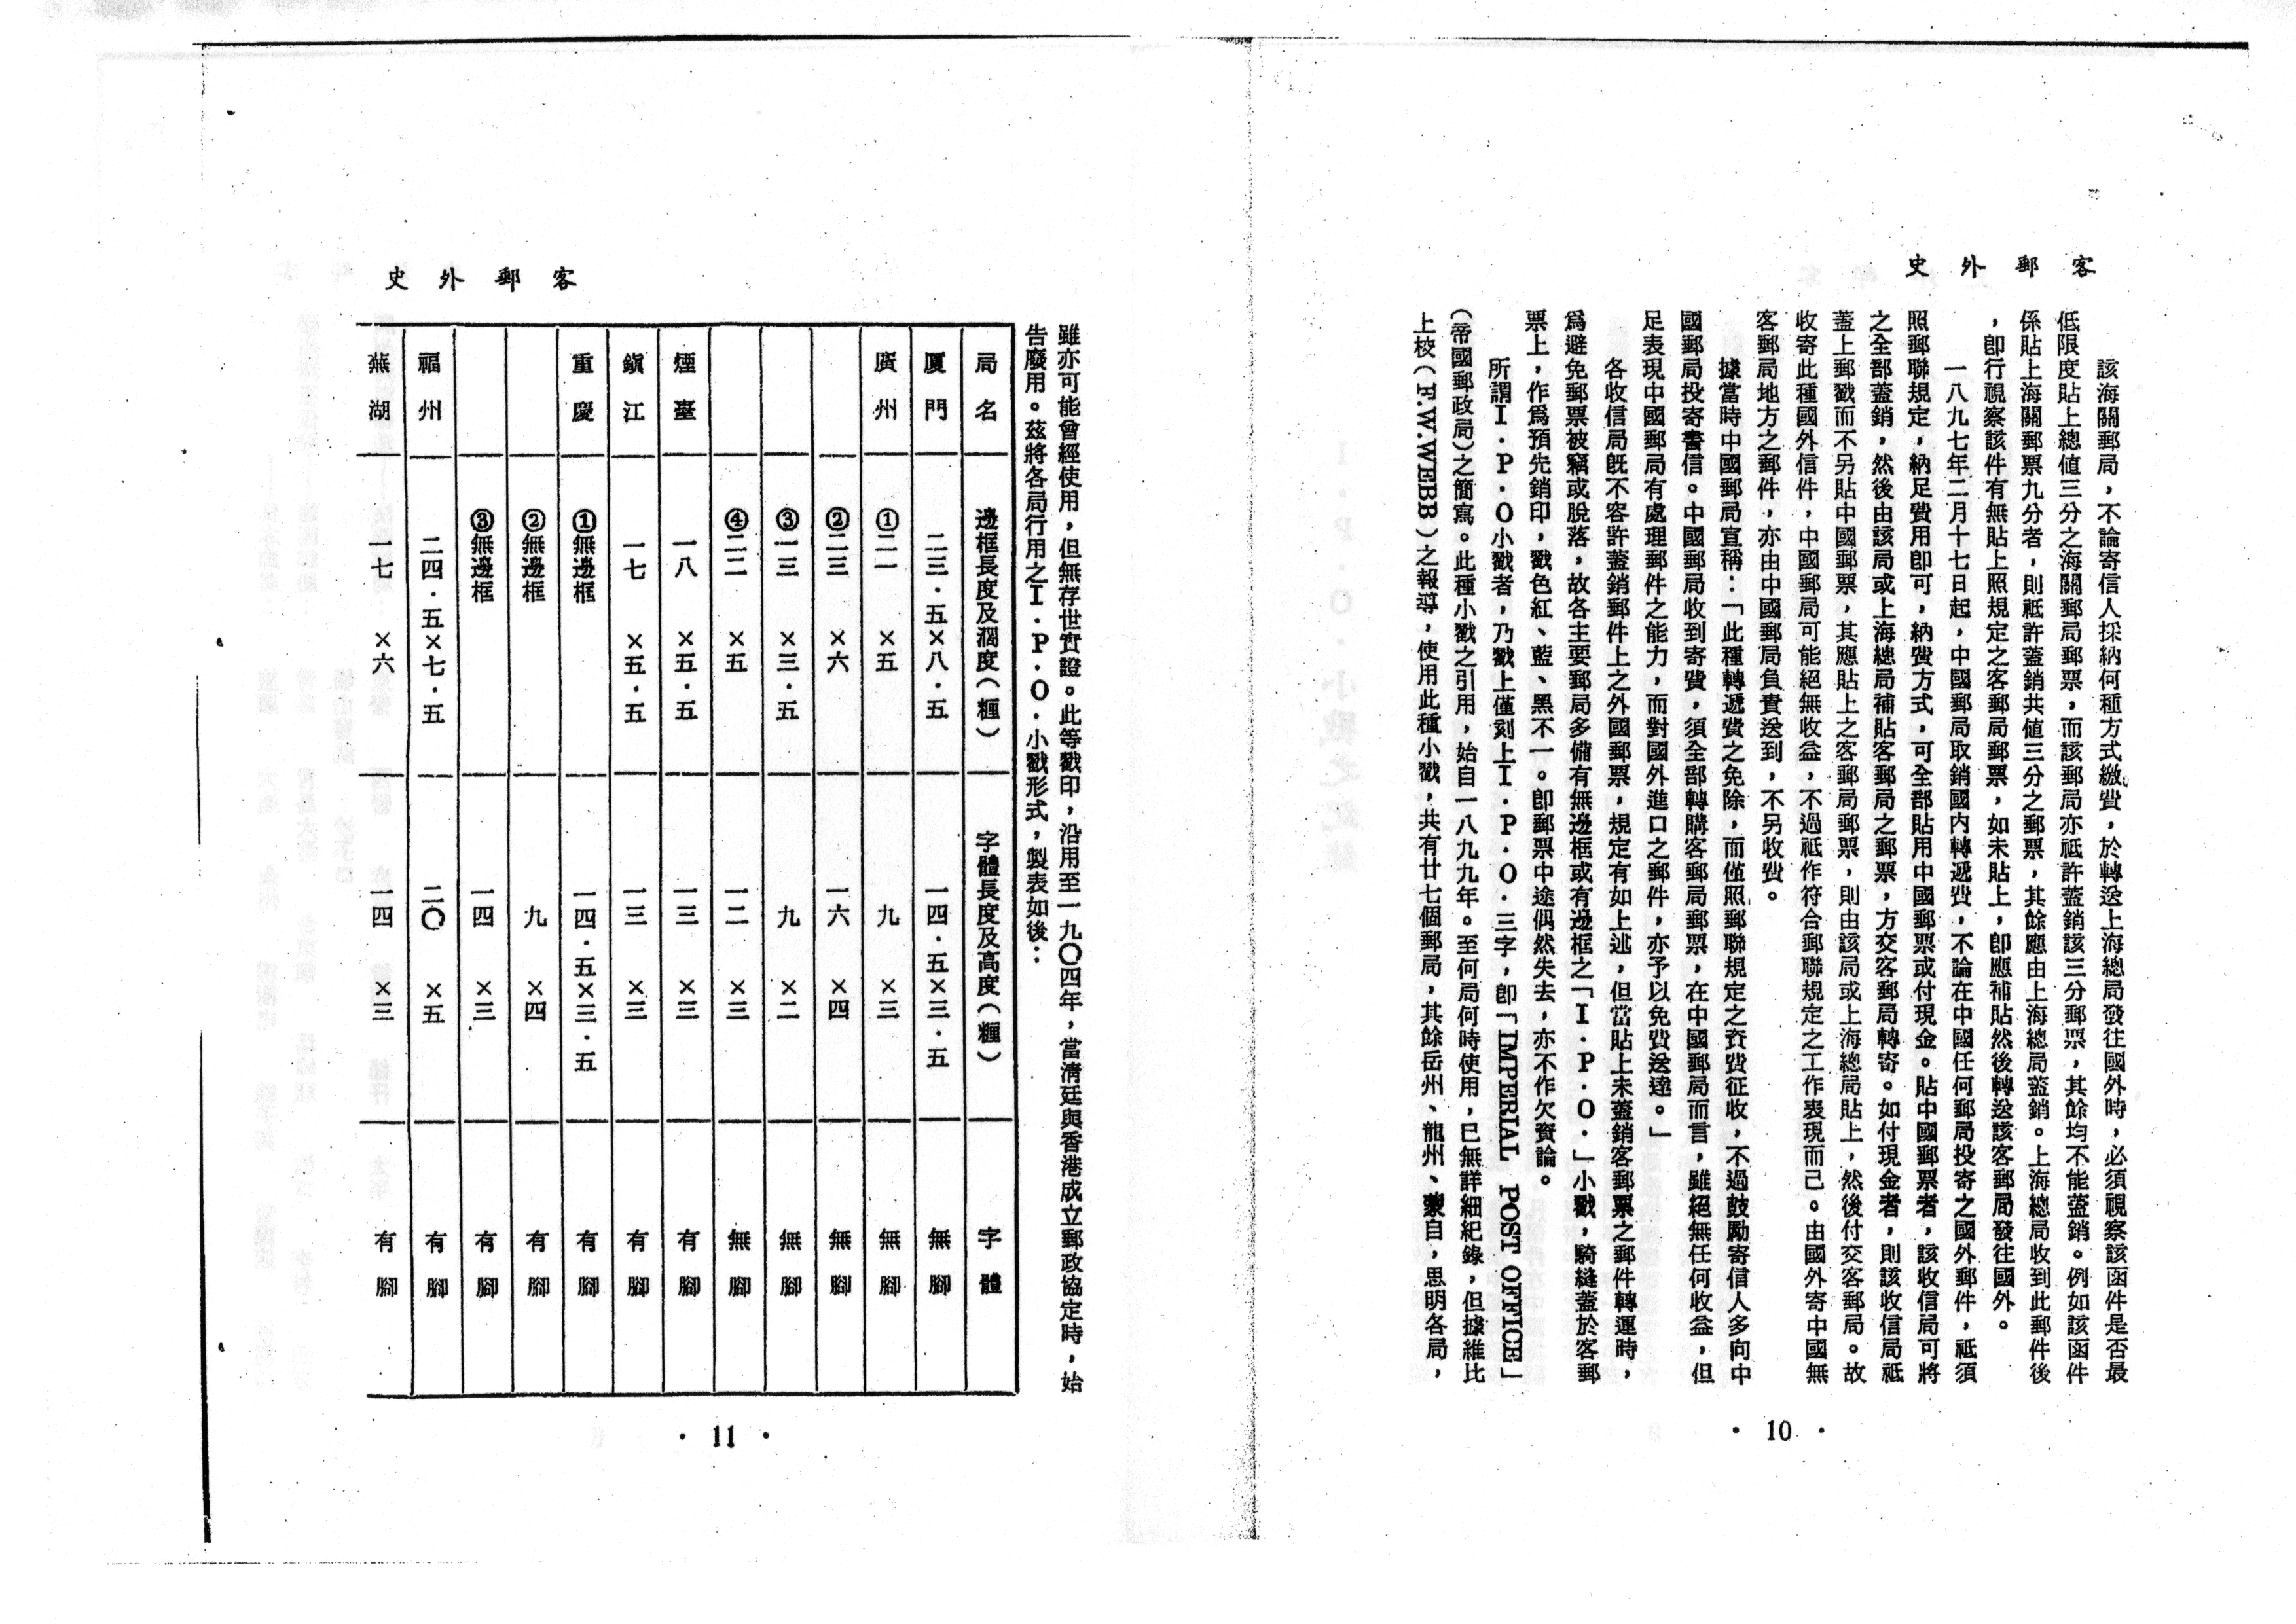 客郵外史
該海關郵局，不論寄信人採納何種方式繳費，於轉送上海總局發往國外時，必須視察該函件是否最
低限度貼上總値三分之海關郵局郵票，而該郵局亦祗許蓋銷該三分郵票，其餘均不能蓋銷。例如該函件
係貼上海關郵票九分者，則祗許蓋銷共値三分之郵票，其餘應由上海總局蓋銷。上海總局收到此郵件後
，卽行視察該件有無貼上照規定之客郵局郵票，如未貼上，卽應補貼然後轉送該客郵局發往國外。
一八九七年二月十七日起，中國郵局取銷國內轉遞費，不論在中國任何郵局投寄之國外郵件，祗須
照郵聯規定，納足費用卽可，納費方式，可全部貼用中國郵票或付現金。貼中國郵票者，該收信局可將
之全部蓋銷，然後由該局或上海總局補貼客郵局之郵票，方交客郵局轉寄。如付現金者，則該收信局祗
蓋上郵戳而不另貼中國郵票，其應貼上之客郵局郵票，則由該局或上海總局貼上，然後付交客郵局。故
收寄此種國外信件，中國郵局可能絕無收益，不過祗作符合郵聯規定之工作表現而已。由國外寄中國無
客郵局地方之郵件，亦由中國郵局負責送到，不另收費。
據當時中國郵局宣稱：「此種轉遞費之免除，而僅照郵聯規定之資費征收，不過鼓勵寄信人多向中
國郵局投寄書信。中國郵局收到寄費，須全部轉購客郵局郵票，在中國郵局而言，雖絕無任何收益，但
足表現中國郵局有處理郵件之能力，而對國外進口之郵件，亦予以免費送達。」
各收信局旣不容許蓋銷郵件上之外國郵票，規定有如上述，但當貼上未蓋銷客郵票之郵件轉運時，
爲避免郵票被竊或脫落，故各主要郵局多備有無邊框或有邊框之「I．P．O．」小戳，騎縫蓋於客郵
票上，作爲預先銷印，戳色紅、藍、黑不一。卽郵票中途偶然失去，亦不作欠資論。
所謂I．P．O小戳者，乃戳上僅刻上I．P．O．三字，卽「IMPERIAL POST OFFICE」
（帝國郵政局）之簡寫。此種小戳之引用，始自一八九九年。至何局何時使用，已無詳細紀錄，但據維比
上校（F.W.WEBB）之報導，使用此種小戳，共有廿七個郵局，其餘岳州、龍州、蒙自，思明各局，
· 10 ·
客郵外史
雖亦可能曾經使用，但無存世實證。此等戳印，沿用至一九〇四年，當淸廷與香港成立郵政協定時，始
告廢用。茲將各局行用之I．P．O．小戳形式，製表如後：
局名 邊框長度及濶度（糎） 字體長度及高度（糎） 字體
厦門 二三．五×八．五 一四．五×三．五 無腳
廣州 ①二一×五 九×三 無腳
②二三×六 一六×四 無腳
③一三×三．五 九×二 無腳
④二二×五 一二×三 無腳
煙臺 一八×五．五 一三×三 有腳
鎭江 一七×五．五 一三×三 有腳
重慶 ①無邊框 一四．五×三．五 有腳
②無邊框 九×四 有腳
③無邊框 一四×三 有腳
福州 二四．五×七．五 二〇×五 有腳
蕪湖 一七×六 一四×三 有腳
· 11 ·